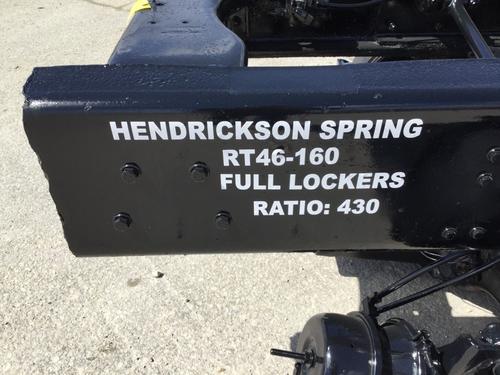 HENDRICKSON SPRING
RT46-160
FULL LOCKERS
RATIO: 430